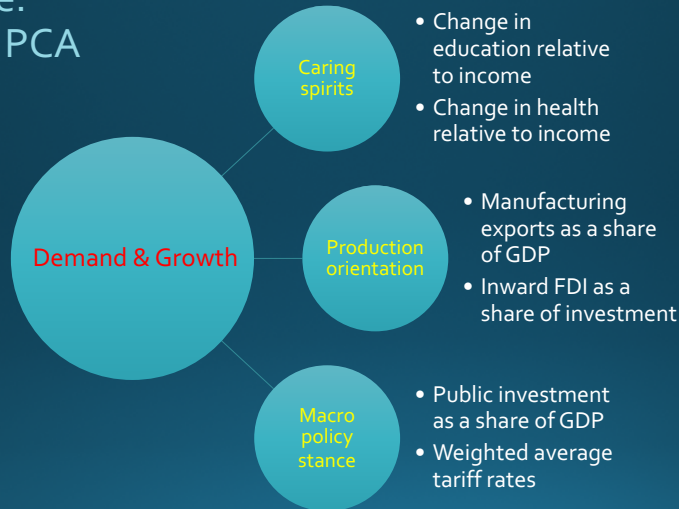 e:
PCA
Demand & Growth
Caring
spirits
• Change in
education relative
to income
• Change in health
relative to income
Production
orientation
• Manufacturing
exports as a share
of GDP
• Inward FDI as a
share of investment
Macro
policy
stance
• Public investment
as a share of GDP
• Weighted average
tariff rates